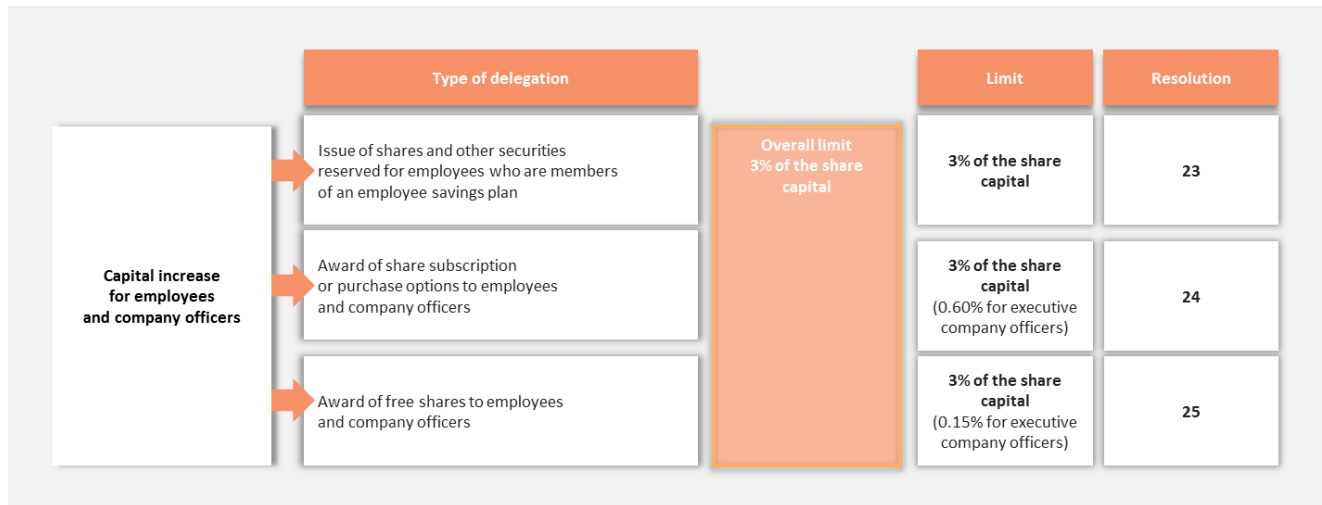 Type of delegation
Limit
Resolution
Capital increase
for employees
and company officers
Issue of shares and other securities
reserved for employees who are members
of an employee savings plan
Overall limit
3% of the share
capital
3% of the share
capital
23
Award of share subscription
or purchase options to employees
and company officers
3% of the share
capital
(0.60% for executive
company officers)
24
Award of free shares to employees
and company officers
3% of the share
capital
(0.15% for executive
company officers)
25